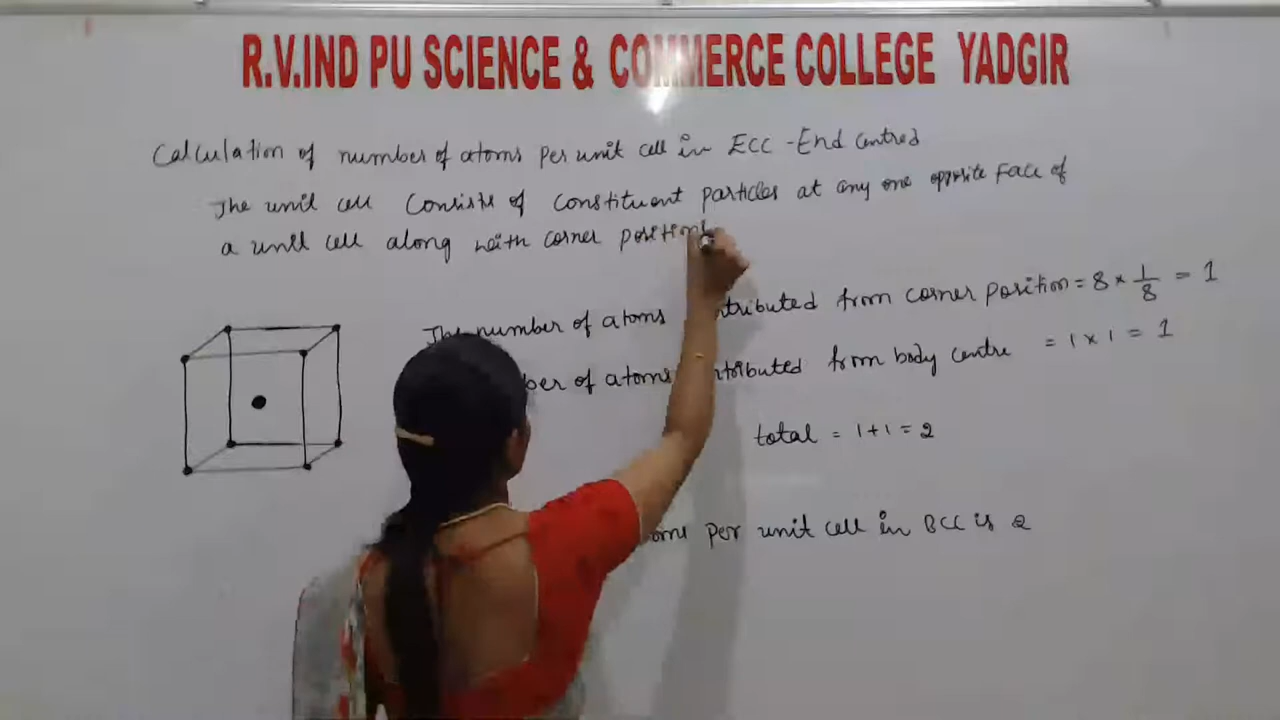 R.V.IND PU SCIENCE & COMMERCE COLLEGE YADGIR
Calculation of number of atoms Per unit cell in ECC - End Centred
The unit cell Consists of Constituent particles at any one opposite Face of
a unit cell along with corner position
The number of atoms from corner position = 8 × 1/8 = 1
of atoms from body centre = 1 × 1 = 1
total = 1 + 1 = 2
per unit cell in BCC is 2